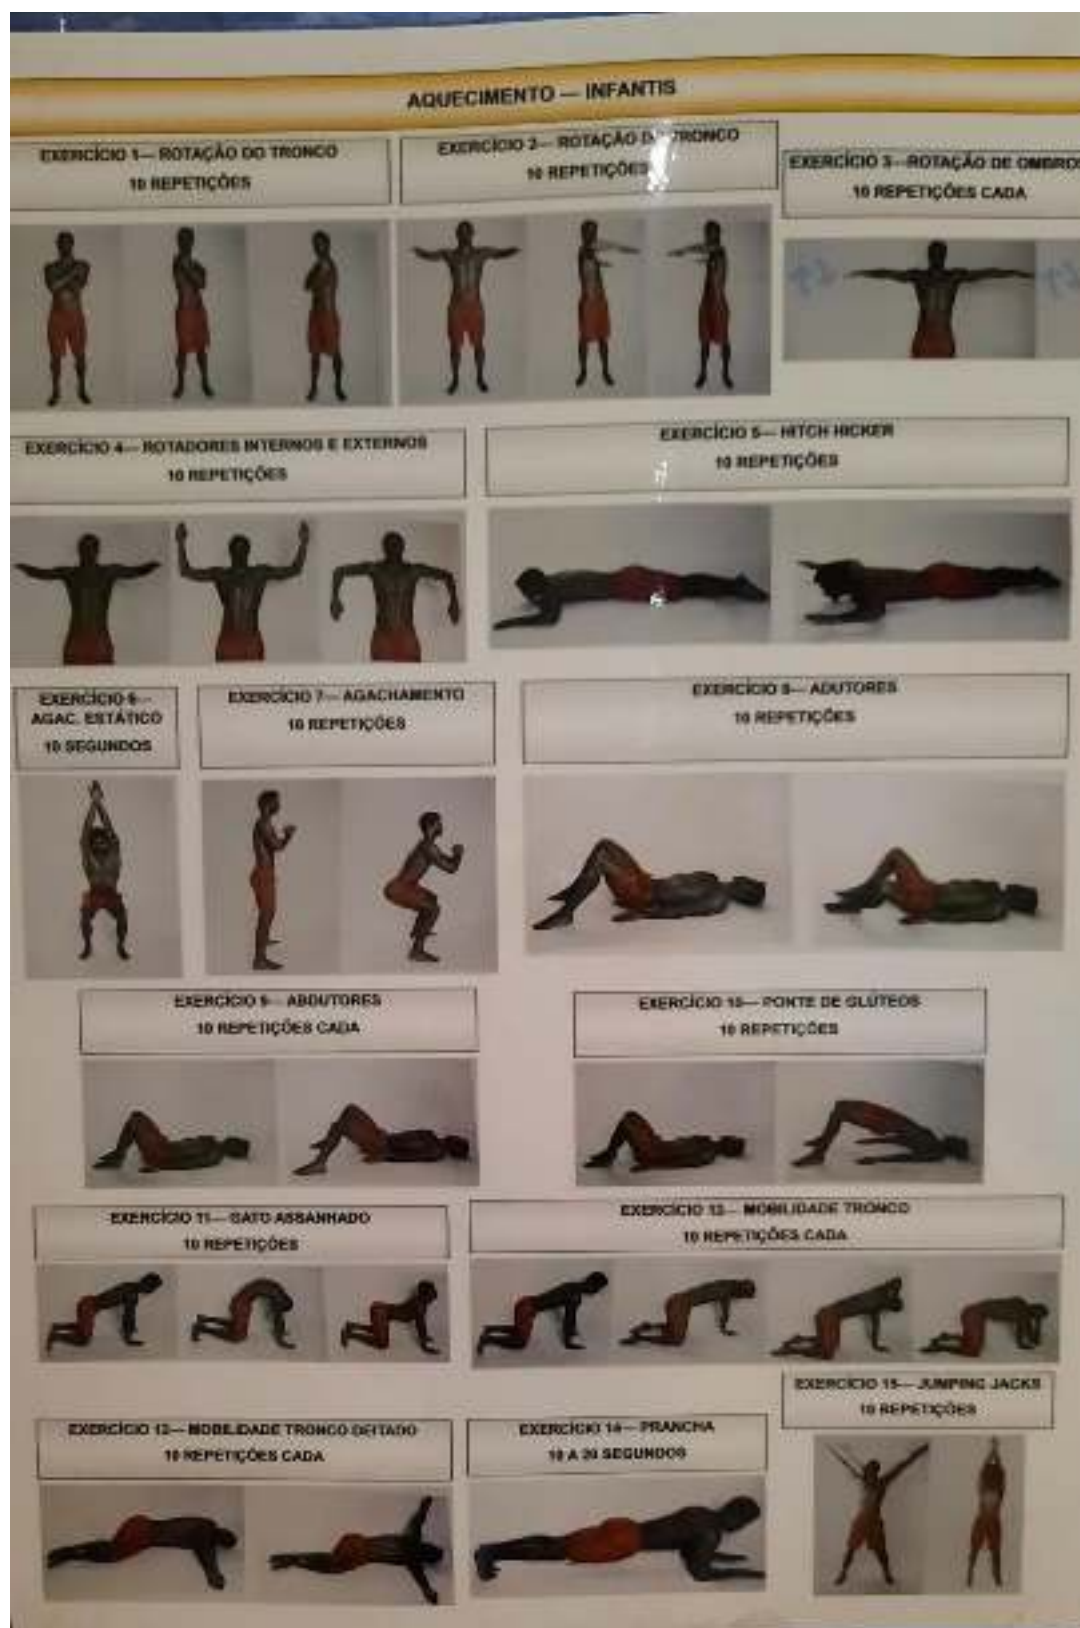 AQUECIMENTO — INFANTIS
EXERCÍCIO 1— ROTAÇÃO DO TRONCO
10 REPETIÇÕES
EXERCÍCIO 2— ROTAÇÃO DO TRONCO
10 REPETIÇÕES
EXERCÍCIO 3—ROTAÇÃO DE OMBROS
10 REPETIÇÕES CADA
EXERCÍCIO 4— ROTADORES INTERNOS E EXTERNOS
10 REPETIÇÕES
EXERCÍCIO 5— HITCH HICKER
10 REPETIÇÕES
EXERCÍCIO 6—
AGAC. ESTÁTICO
10 SEGUNDOS
EXERCÍCIO 7— AGACHAMENTO
10 REPETIÇÕES
EXERCÍCIO 8— ADUTORES
10 REPETIÇÕES
EXERCÍCIO 9— ABDUTORES
10 REPETIÇÕES CADA
EXERCÍCIO 10— PONTE DE GLÚTEOS
10 REPETIÇÕES
EXERCÍCIO 11— GATO ASSANHADO
10 REPETIÇÕES
EXERCÍCIO 12— MOBILIDADE TRONCO
10 REPETIÇÕES CADA
EXERCÍCIO 13— MOBILIDADE TRONCO DEITADO
10 REPETIÇÕES CADA
EXERCÍCIO 14— PRANCHA
10 A 20 SEGUNDOS
EXERCÍCIO 15— JUMPING JACKS
10 REPETIÇÕES